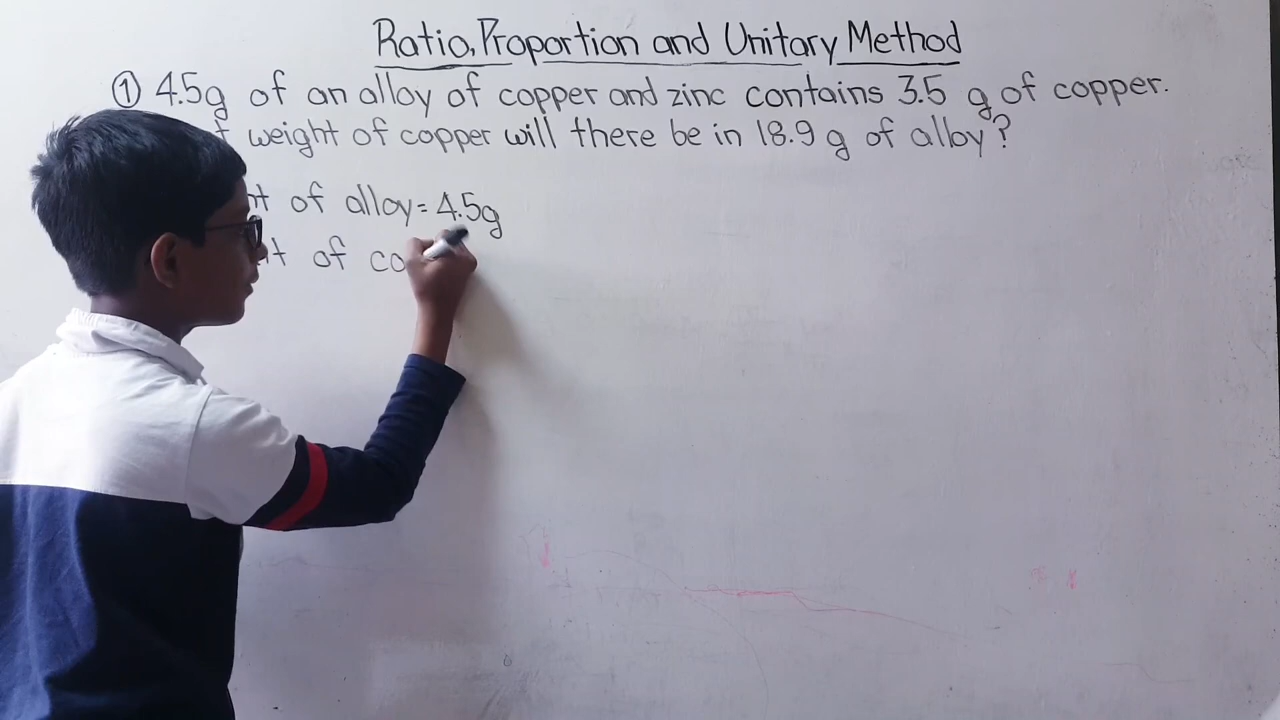 Ratio, Proportion and Unitary Method
① 4.5g of an alloy of copper and zinc contains 3.5 g of copper.
weight of copper will there be in 18.9 g of alloy?
of alloy = 4.5g
of co